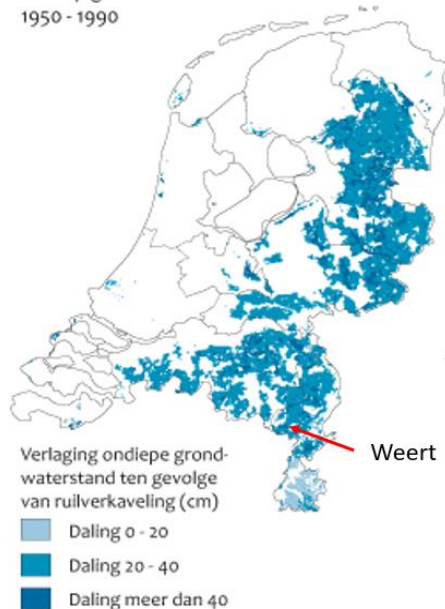 1950 - 1990
Weert
Verlaging ondiepe grond-
waterstand ten gevolge
van ruilverkaveling (cm)
Daling 0 - 20
Daling 20 - 40
Daling meer dan 40